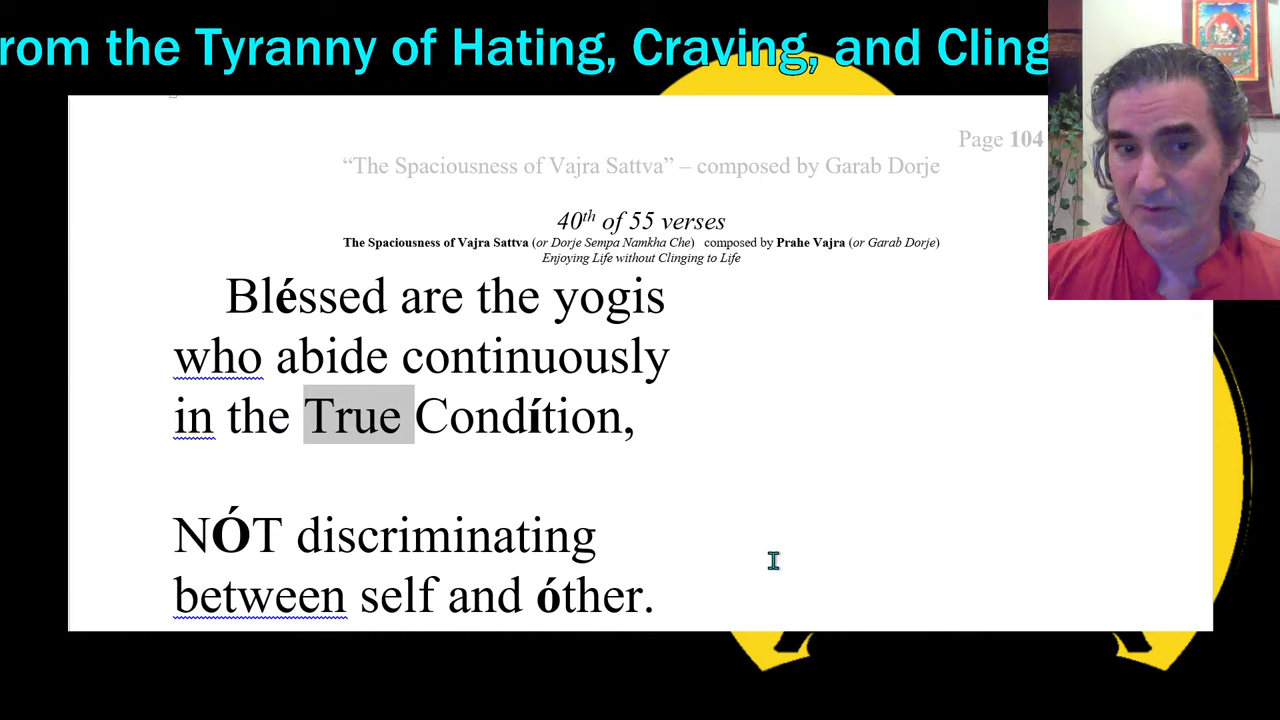 rom the Tyranny of Hating, Craving, and Cling
Page 104
“The Spaciousness of Vajra Sattva” – composed by Garab Dorje
40th of 55 verses
The Spaciousness of Vajra Sattva (or Dorje Sempa Namkha Che) composed by Prahe Vajra (or Garab Dorje)
Enjoying Life without Clinging to Life
Bléssed are the yogis
who abide continuously
in the True Condítion,
NÓT discriminating
between self and óther.